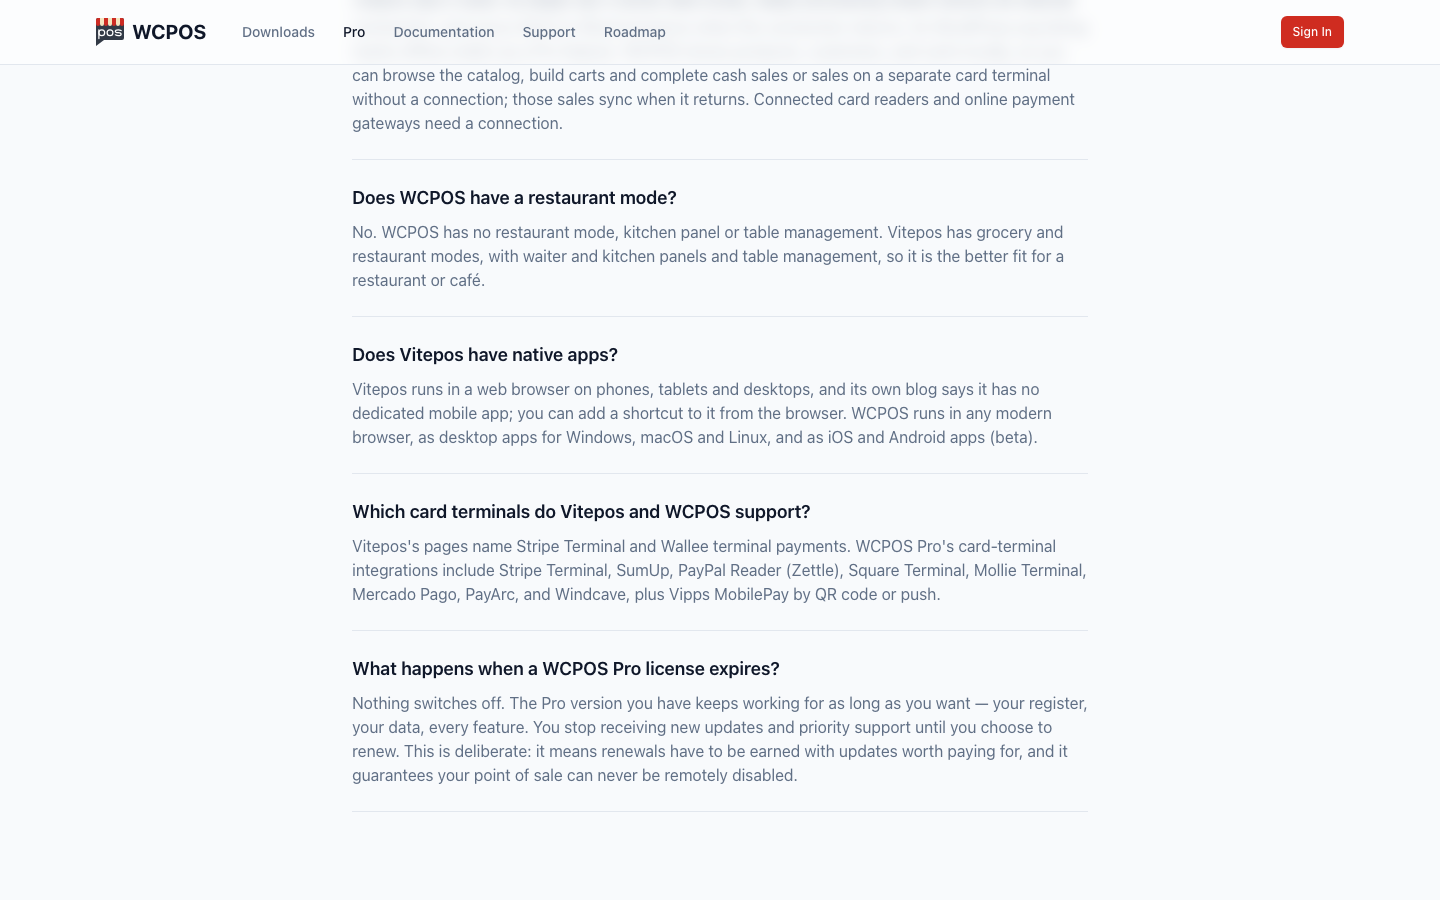 pos WCPOS Downloads Pro Documentation Support Roadmap Sign In
can browse the catalog, build carts and complete cash sales or sales on a separate card terminal
without a connection; those sales sync when it returns. Connected card readers and online payment
gateways need a connection.
Does WCPOS have a restaurant mode?
No. WCPOS has no restaurant mode, kitchen panel or table management. Vitepos has grocery and
restaurant modes, with waiter and kitchen panels and table management, so it is the better fit for a
restaurant or café.
Does Vitepos have native apps?
Vitepos runs in a web browser on phones, tablets and desktops, and its own blog says it has no
dedicated mobile app; you can add a shortcut to it from the browser. WCPOS runs in any modern
browser, as desktop apps for Windows, macOS and Linux, and as iOS and Android apps (beta).
Which card terminals do Vitepos and WCPOS support?
Vitepos's pages name Stripe Terminal and Wallee terminal payments. WCPOS Pro's card-terminal
integrations include Stripe Terminal, SumUp, PayPal Reader (Zettle), Square Terminal, Mollie Terminal,
Mercado Pago, PayArc, and Windcave, plus Vipps MobilePay by QR code or push.
What happens when a WCPOS Pro license expires?
Nothing switches off. The Pro version you have keeps working for as long as you want — your register,
your data, every feature. You stop receiving new updates and priority support until you choose to
renew. This is deliberate: it means renewals have to be earned with updates worth paying for, and it
guarantees your point of sale can never be remotely disabled.